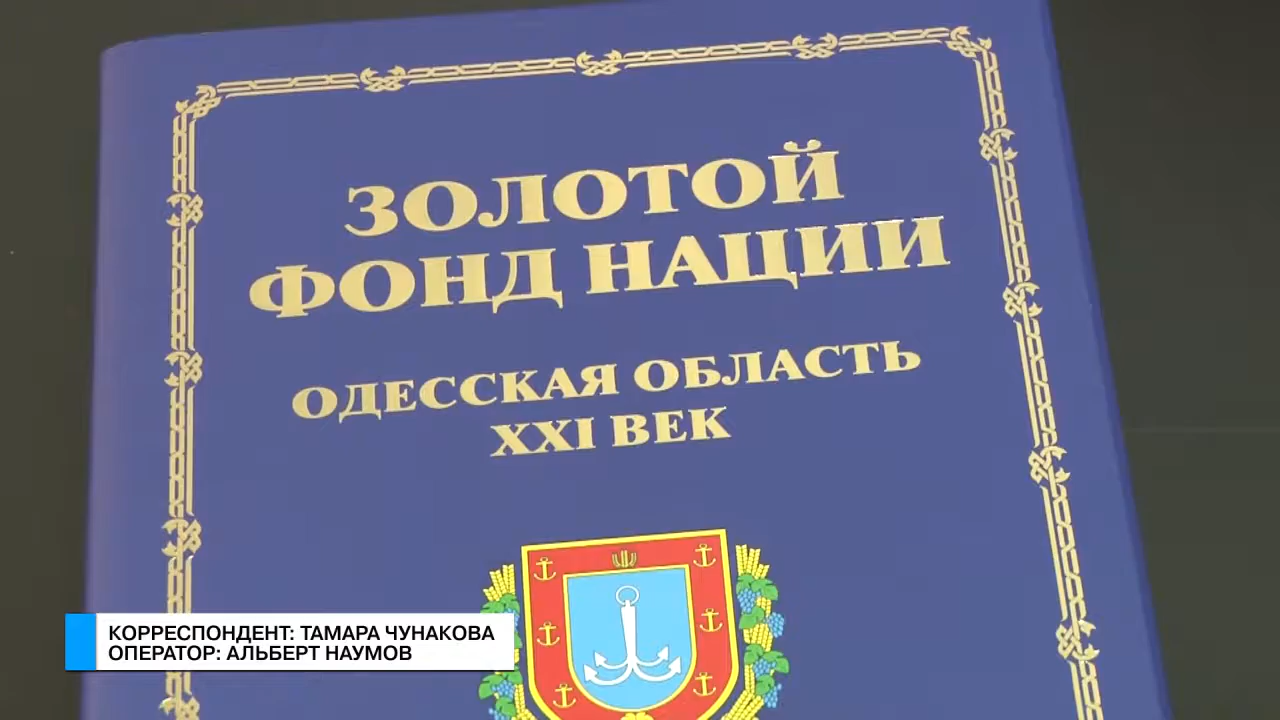 ЗОЛОТОЙ
ФОНД НАЦИИ
ОДЕССКАЯ ОБЛАСТЬ
XXI ВЕК
КОРРЕСПОНДЕНТ: ТАМАРА ЧУНАКОВА
ОПЕРАТОР: АЛЬБЕРТ НАУМОВ